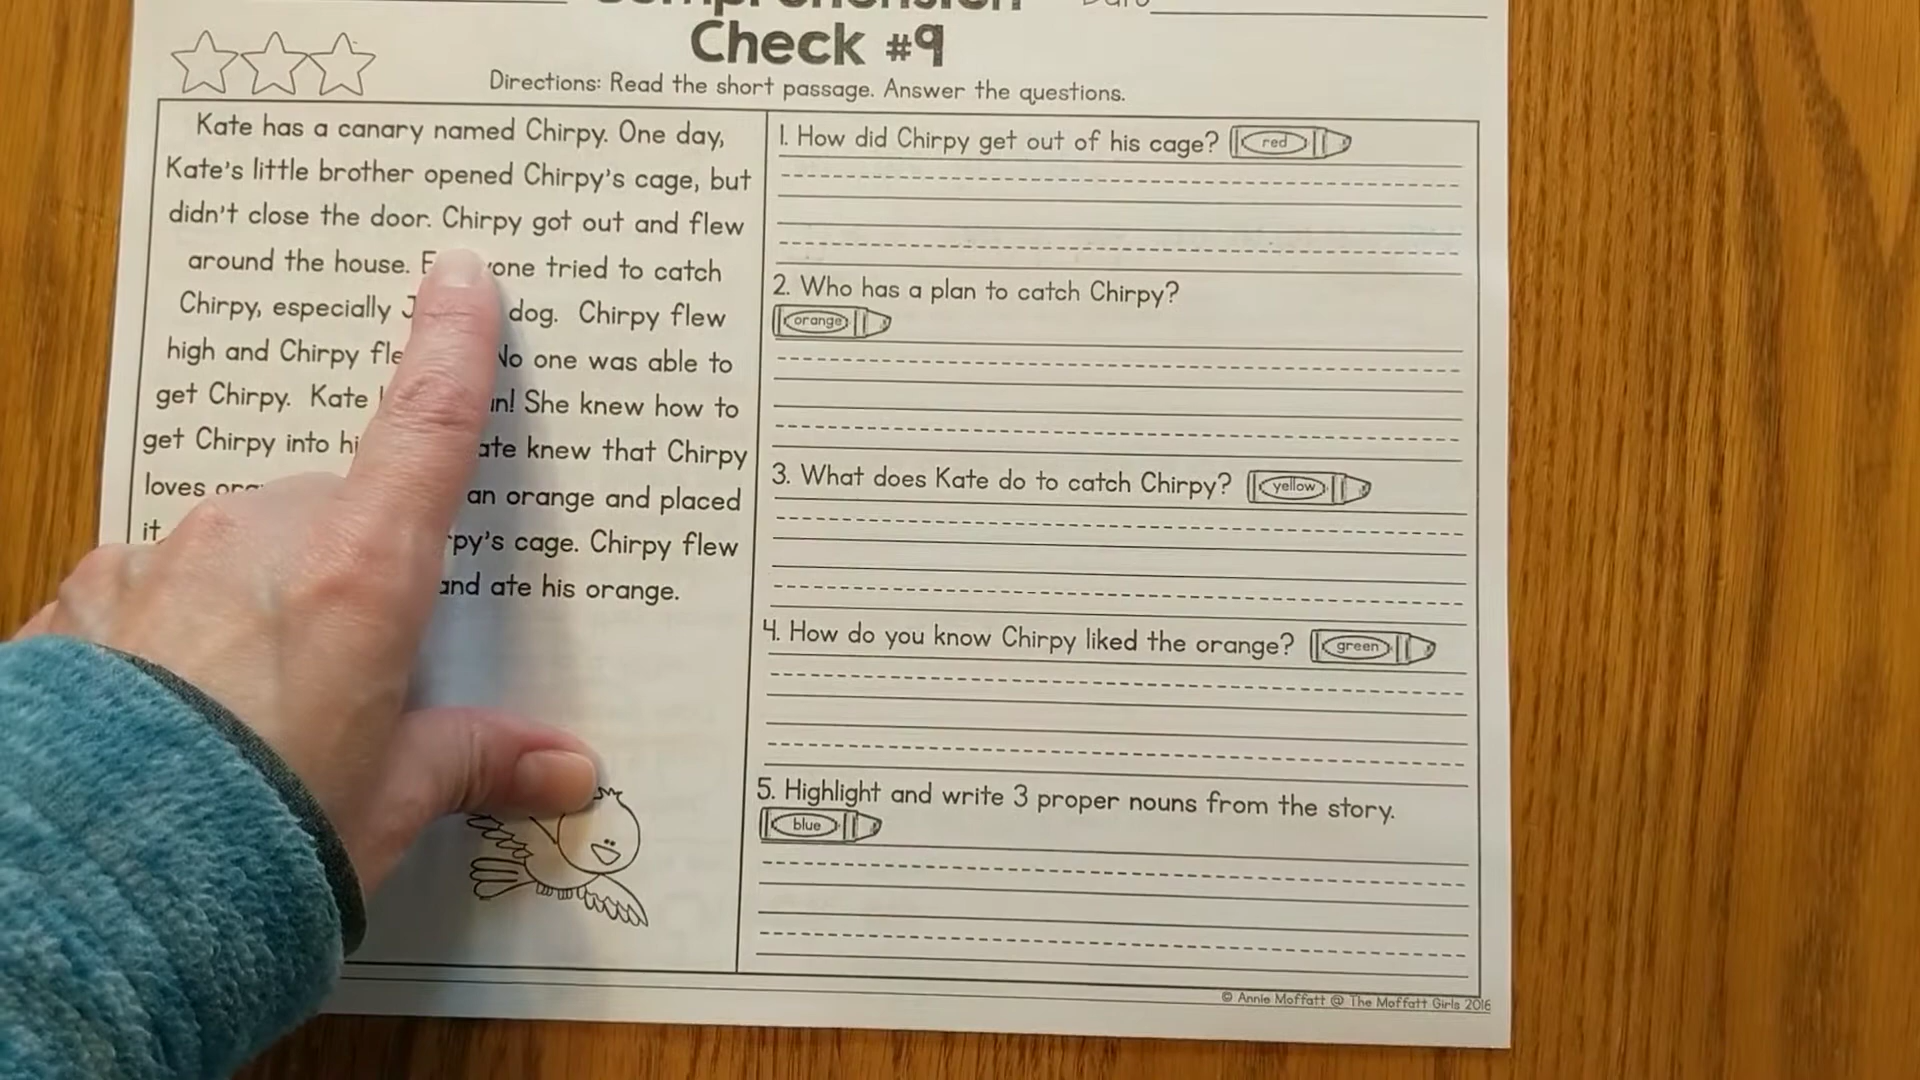 Check #9
Directions: Read the short passage. Answer the questions.
Kate has a canary named Chirpy. One day,
Kate's little brother opened Chirpy's cage, but
didn't close the door. Chirpy got out and flew
around the house. tried to catch
Chirpy, especially dog. Chirpy flew
high and Chirpy No one was able to
get Chirpy. Kate She knew how to
get Chirpy into knew that Chirpy
loves an orange and placed
it cage. Chirpy flew
and ate his orange.
1. How did Chirpy get out of his cage? red
2. Who has a plan to catch Chirpy?
orange
3. What does Kate do to catch Chirpy? yellow
4. How do you know Chirpy liked the orange? green
5. Highlight and write 3 proper nouns from the story.
blue
© Annie Moffatt @ The Moffatt Girls 2016